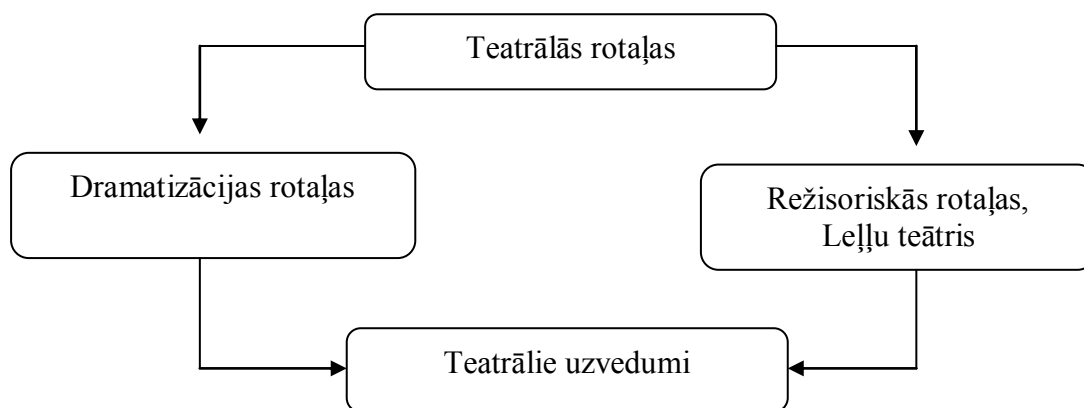 Teatrālās rotaļas
Dramatizācijas rotaļas
Režisoriskās rotaļas,
Leļļu teātris
Teatrālie uzvedumi